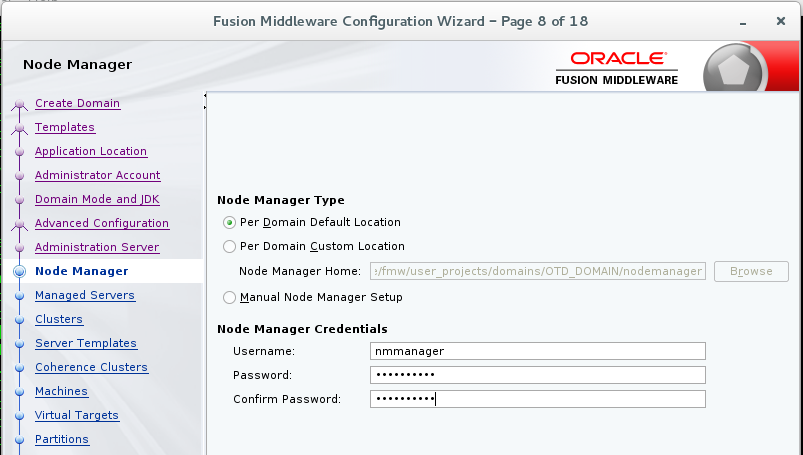 Fusion Middleware Configuration Wizard – Page 8 of 18
Node Manager
ORACLE
FUSION MIDDLEWARE
Create Domain
Templates
Application Location
Administrator Account
Domain Mode and JDK
Advanced Configuration
Administration Server
Node Manager
Managed Servers
Clusters
Server Templates
Coherence Clusters
Machines
Virtual Targets
Partitions
Node Manager Type
Per Domain Default Location
Per Domain Custom Location
Node Manager Home: e/fmw/user_projects/domains/OTD_DOMAIN/nodemanager Browse
Manual Node Manager Setup
Node Manager Credentials
Username: nmmanager
Password: ••••••••••
Confirm Password: ••••••••••